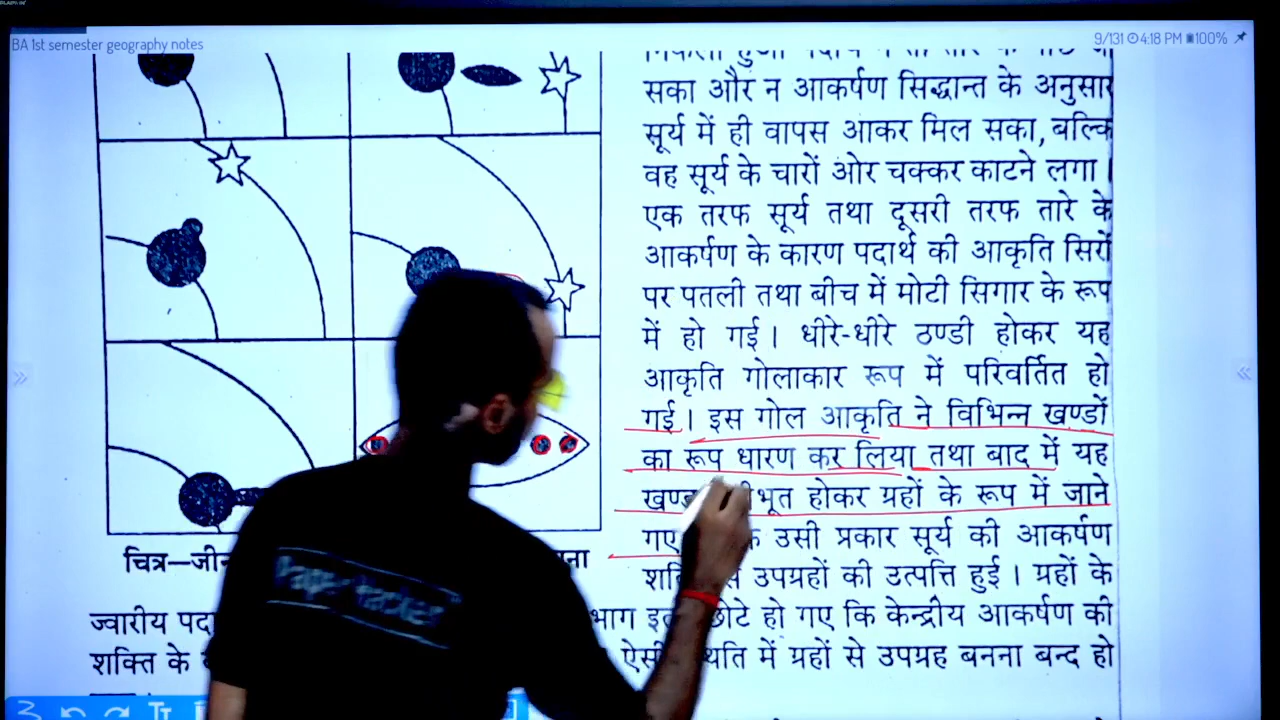 BA 1st semester geography notes
9/131 4:18 PM 100%
सका और न आकर्षण सिद्धान्त के अनुसार
सूर्य में ही वापस आकर मिल सका, बल्कि
वह सूर्य के चारों ओर चक्कर काटने लगा।
एक तरफ सूर्य तथा दूसरी तरफ तारे के
आकर्षण के कारण पदार्थ की आकृति सिरों
पर पतली तथा बीच में मोटी सिगार के रूप
में हो गई। धीरे-धीरे ठण्डी होकर यह
आकृति गोलाकार रूप में परिवर्तित हो
गई। इस गोल आकृति ने विभिन्न खण्डों
का रूप धारण कर लिया तथा बाद में यह
होकर ग्रहों के रूप में जाने
गए उसी प्रकार सूर्य की आकर्षण
से उपग्रहों की उत्पत्ति हुई। ग्रहों के
चित्र—
ज्वारीय भाग छोटे हो गए कि केन्द्रीय आकर्षण की
शक्ति के में ग्रहों से उपग्रह बनना बन्द हो